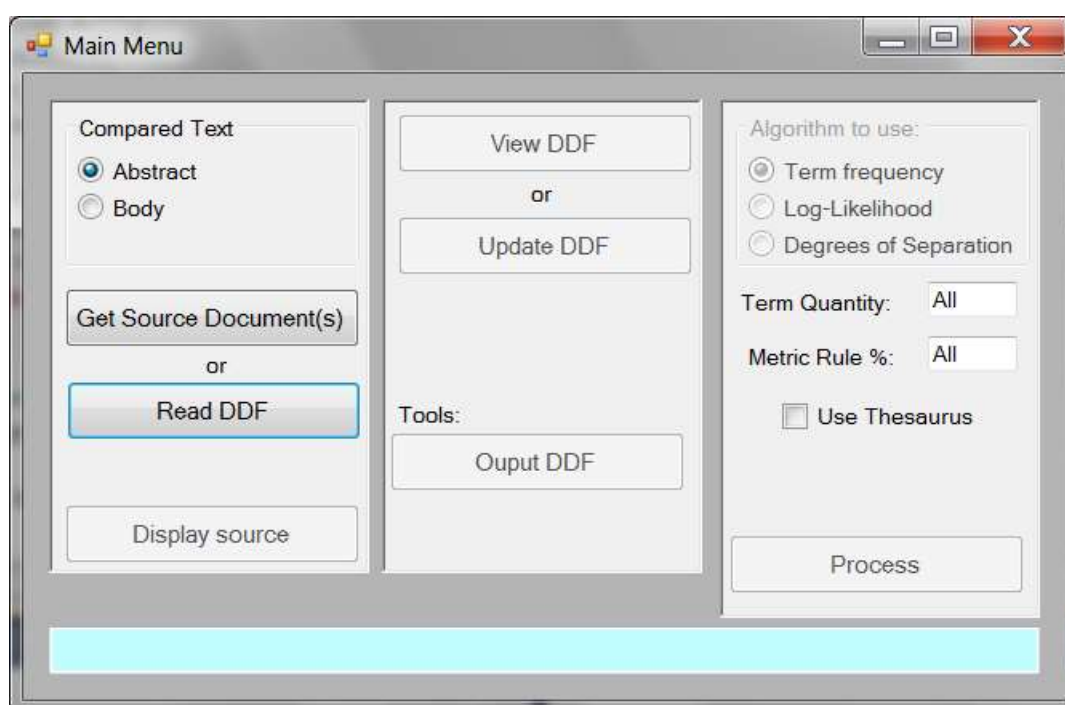 Main Menu
Compared Text
Abstract
Body
Get Source Document(s)
or
Read DDF
Display source
View DDF
or
Update DDF
Tools:
Ouput DDF
Algorithm to use:
Term frequency
Log-Likelihood
Degrees of Separation
Term Quantity: All
Metric Rule %: All
Use Thesaurus
Process